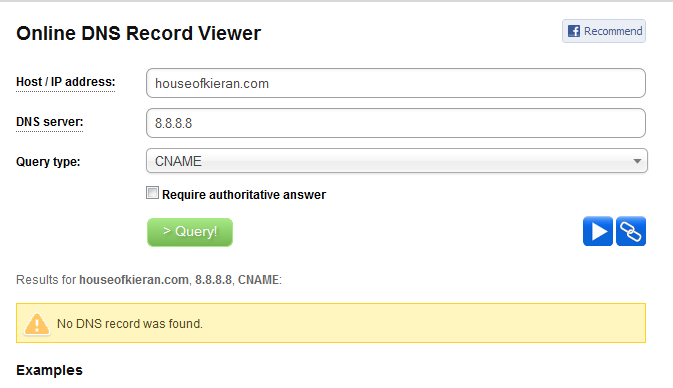 Online DNS Record Viewer
Recommend
Host / IP address:
houseofkieran.com
DNS server:
8.8.8.8
Query type:
CNAME
Require authoritative answer
> Query!
Results for houseofkieran.com, 8.8.8.8, CNAME:
No DNS record was found.
Examples